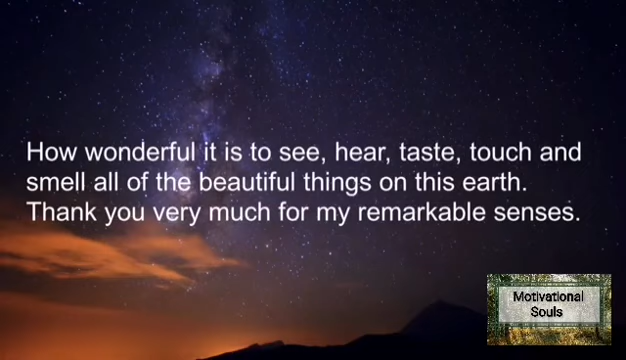 How wonderful it is to see, hear, taste, touch and
smell all of the beautiful things on this earth.
Thank you very much for my remarkable senses.
Motivational
Souls